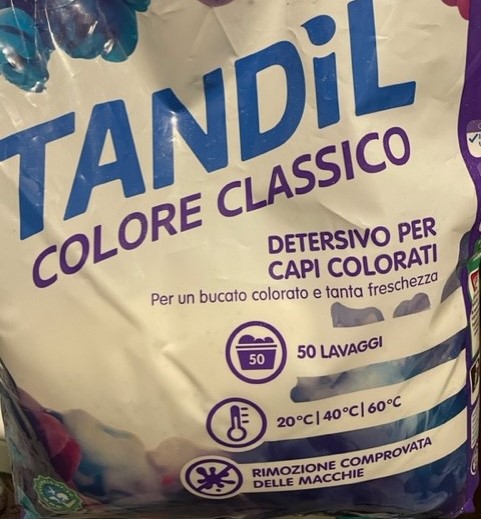 TANDiL
COLORE CLASSICO
DETERSIVO PER
CAPI COLORATI
Per un bucato colorato e tanta freschezza
50
50 LAVAGGI
20°C | 40°C | 60°C
RIMOZIONE COMPROVATA
DELLE MACCHIE